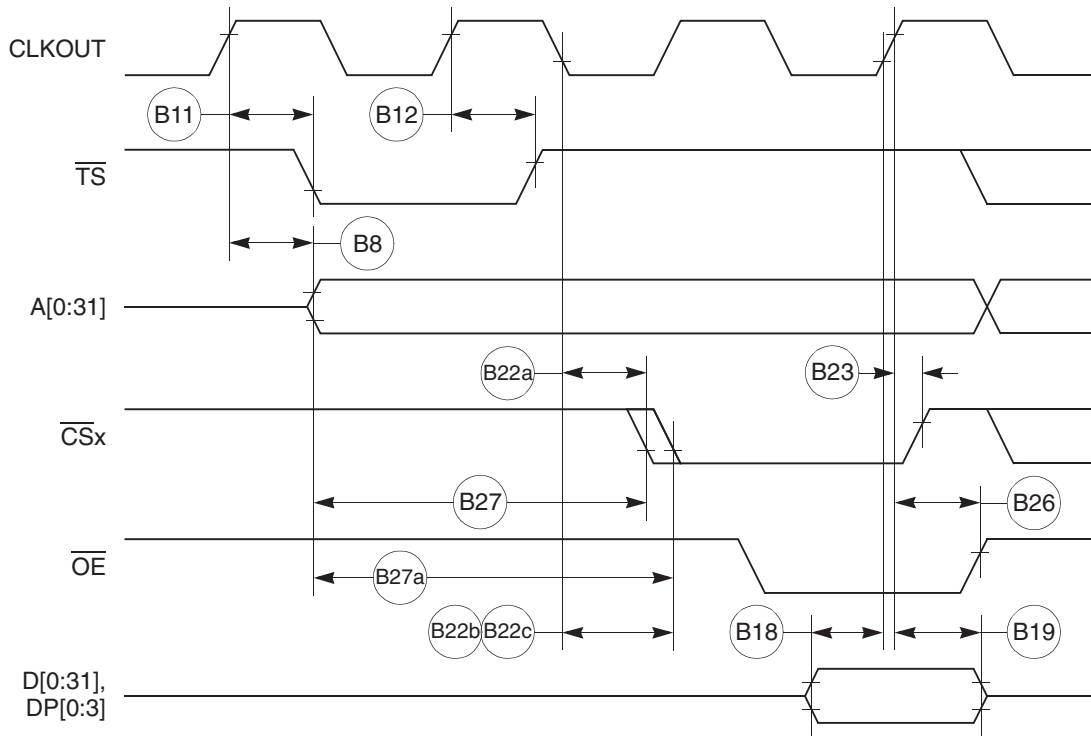 CLKOUT
B11
B12
TS
B8
A[0:31]
B22a
B23
CSx
B27
B26
OE
B27a
B22b B22c
B18
B19
D[0:31],
DP[0:3]